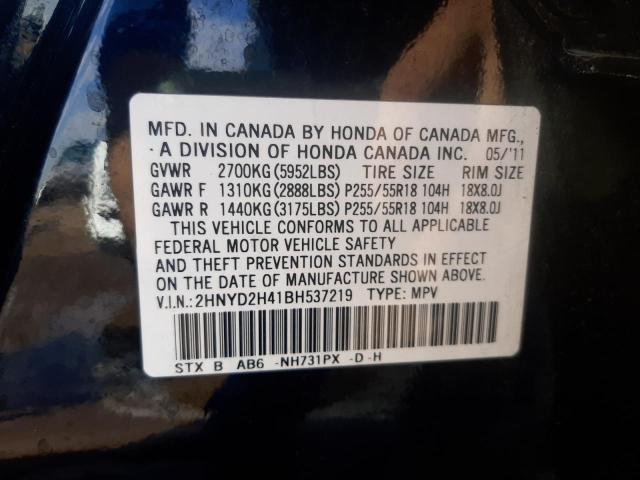 MFD. IN CANADA BY HONDA OF CANADA MFG.,
A DIVISION OF HONDA CANADA INC. 05/'11
GVWR 2700KG (5952LBS) TIRE SIZE RIM SIZE
GAWR F 1310KG (2888LBS) P255/55R18 104H 18X8.0J
GAWR R 1440KG (3175LBS) P255/55R18 104H 18X8.0J
THIS VEHICLE CONFORMS TO ALL APPLICABLE
FEDERAL MOTOR VEHICLE SAFETY
AND THEFT PREVENTION STANDARDS IN EFFECT
ON THE DATE OF MANUFACTURE SHOWN ABOVE.
V.I.N.: 2HNYD2H41BH537219 TYPE: MPV
STX B AB6 -NH731PX -D-H